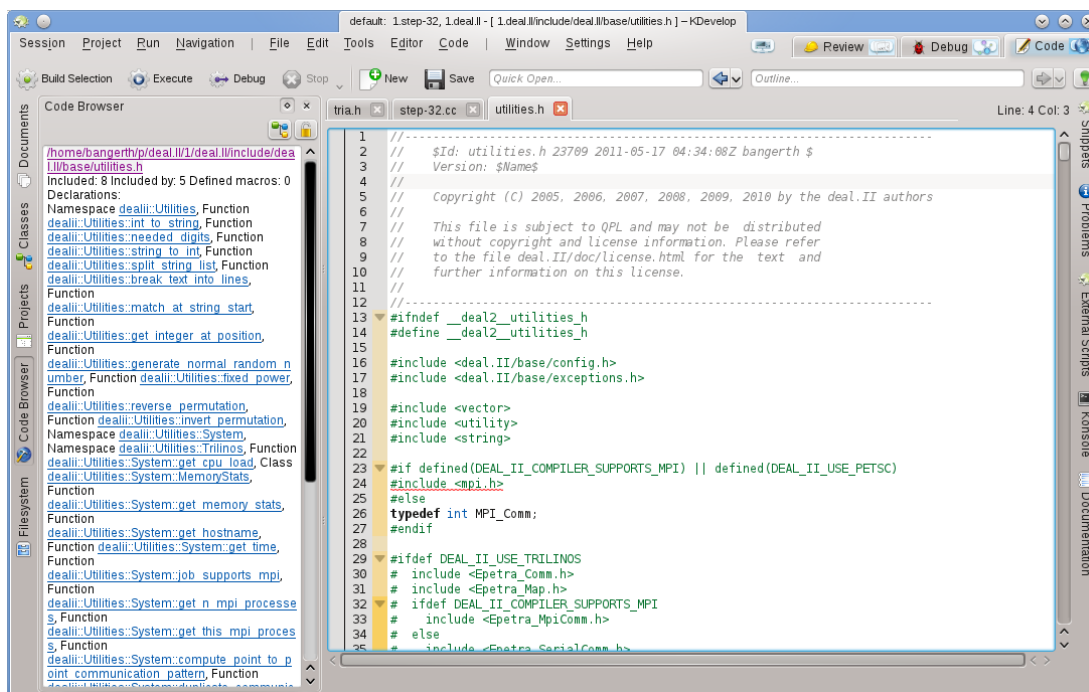 default: 1.step-32, 1.deal.II - [ 1.deal.II/include/deal.II/base/utilities.h ] – KDevelop
Session Project Run Navigation | File Edit Tools Editor Code | Window Settings Help Review Debug Code
Build Selection Execute Debug Stop New Save Quick Open... Outline...
Code Browser
tria.h step-32.cc utilities.h Line: 4 Col: 3
Documents
Classes
Projects
Code Browser
Filesystem
/home/bangerth/p/deal.II/1/deal.II/include/dea
l.II/base/utilities.h
Included: 8 Included by: 5 Defined macros: 0
Declarations:
Namespace dealii::Utilities, Function
dealii::Utilities::int_to_string, Function
dealii::Utilities::needed_digits, Function
dealii::Utilities::string_to_int, Function
dealii::Utilities::split_string_list, Function
dealii::Utilities::break_text_into_lines,
Function
dealii::Utilities::match_at_string_start,
Function
dealii::Utilities::get_integer_at_position,
Function
dealii::Utilities::generate_normal_random_n
umber, Function dealii::Utilities::fixed_power,
Function
dealii::Utilities::reverse_permutation,
Function dealii::Utilities::invert_permutation,
Namespace dealii::Utilities::System,
Namespace dealii::Utilities::Trilinos, Function
dealii::Utilities::System::get_cpu_load, Class
dealii::Utilities::System::MemoryStats,
Function
dealii::Utilities::System::get_memory_stats,
Function
dealii::Utilities::System::get_hostname,
Function dealii::Utilities::System::get_time,
Function
dealii::Utilities::System::job_supports_mpi,
Function
dealii::Utilities::System::get_n_mpi_processe
s, Function
dealii::Utilities::System::get_this_mpi_proces
s, Function
dealii::Utilities::System::compute_point_to_p
oint_communication_pattern, Function
1 //------------------------------------------------------------------------
2 // $Id: utilities.h 23709 2011-05-17 04:34:08Z bangerth $
3 // Version: $Name$
4 //
5 // Copyright (C) 2005, 2006, 2007, 2008, 2009, 2010 by the deal.II authors
6 //
7 // This file is subject to QPL and may not be distributed
8 // without copyright and license information. Please refer
9 // to the file deal.II/doc/license.html for the text and
10 // further information on this license.
11 //
12 //------------------------------------------------------------------------
13 #ifndef __deal2__utilities_h
14 #define __deal2__utilities_h
15
16 #include <deal.II/base/config.h>
17 #include <deal.II/base/exceptions.h>
18
19 #include <vector>
20 #include <utility>
21 #include <string>
22
23 #if defined(DEAL_II_COMPILER_SUPPORTS_MPI) || defined(DEAL_II_USE_PETSC)
24 #include <mpi.h>
25 #else
26 typedef int MPI_Comm;
27 #endif
28
29 #ifdef DEAL_II_USE_TRILINOS
30 # include <Epetra_Comm.h>
31 # include <Epetra_Map.h>
32 # ifdef DEAL_II_COMPILER_SUPPORTS_MPI
33 # include <Epetra_MpiComm.h>
34 # else
35 # include <Epetra_SerialComm.h>
Snippets
Problems
External Scripts
Konsole
Documentation